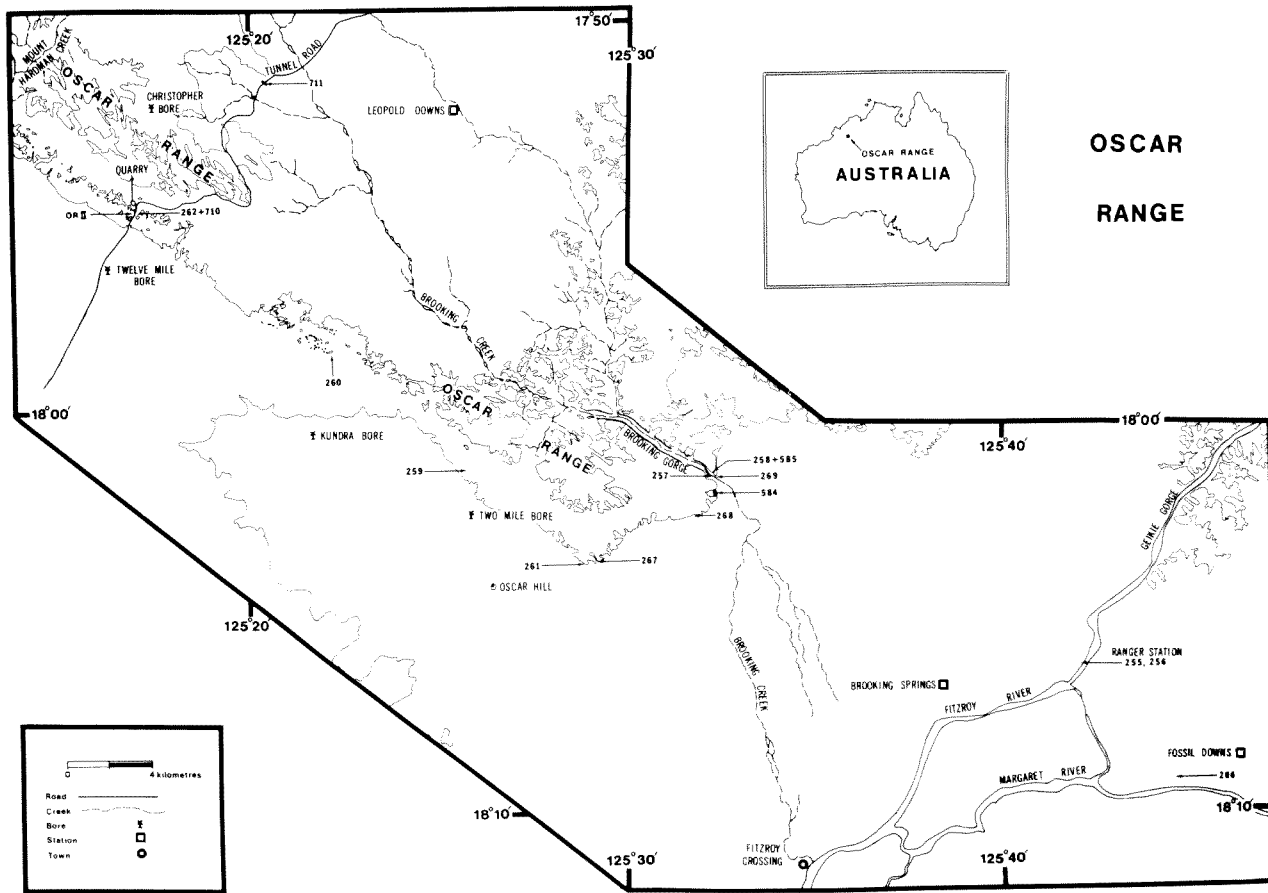 17°50'
125°20'
125°30'
MOUNT
HARDMAN CREEK
OSCAR
RANGE
TUNNEL ROAD
711
CHRISTOPHER
BORE
LEOPOLD DOWNS
QUARRY
OR II
262+710
TWELVE MILE
BORE
OSCAR RANGE
AUSTRALIA
OSCAR
RANGE
BROOKING
CREEK
260
18°00'
OSCAR
RANGE
KUNDRA BORE
BROOKING GORGE
259
257
258+585
269
584
TWO MILE BORE
268
261
267
OSCAR HILL
18°00'
125°40'
GEIKIE GORGE
125°20'
BROOKING CREEK
RANGER STATION
255, 256
BROOKING SPRINGS
FITZROY
RIVER
FOSSIL DOWNS
266
MARGARET RIVER
18°10'
18°10'
FITZROY
CROSSING
125°30'
125°40'
0
4 kilometres
Road
Creek
Bore
Station
Town